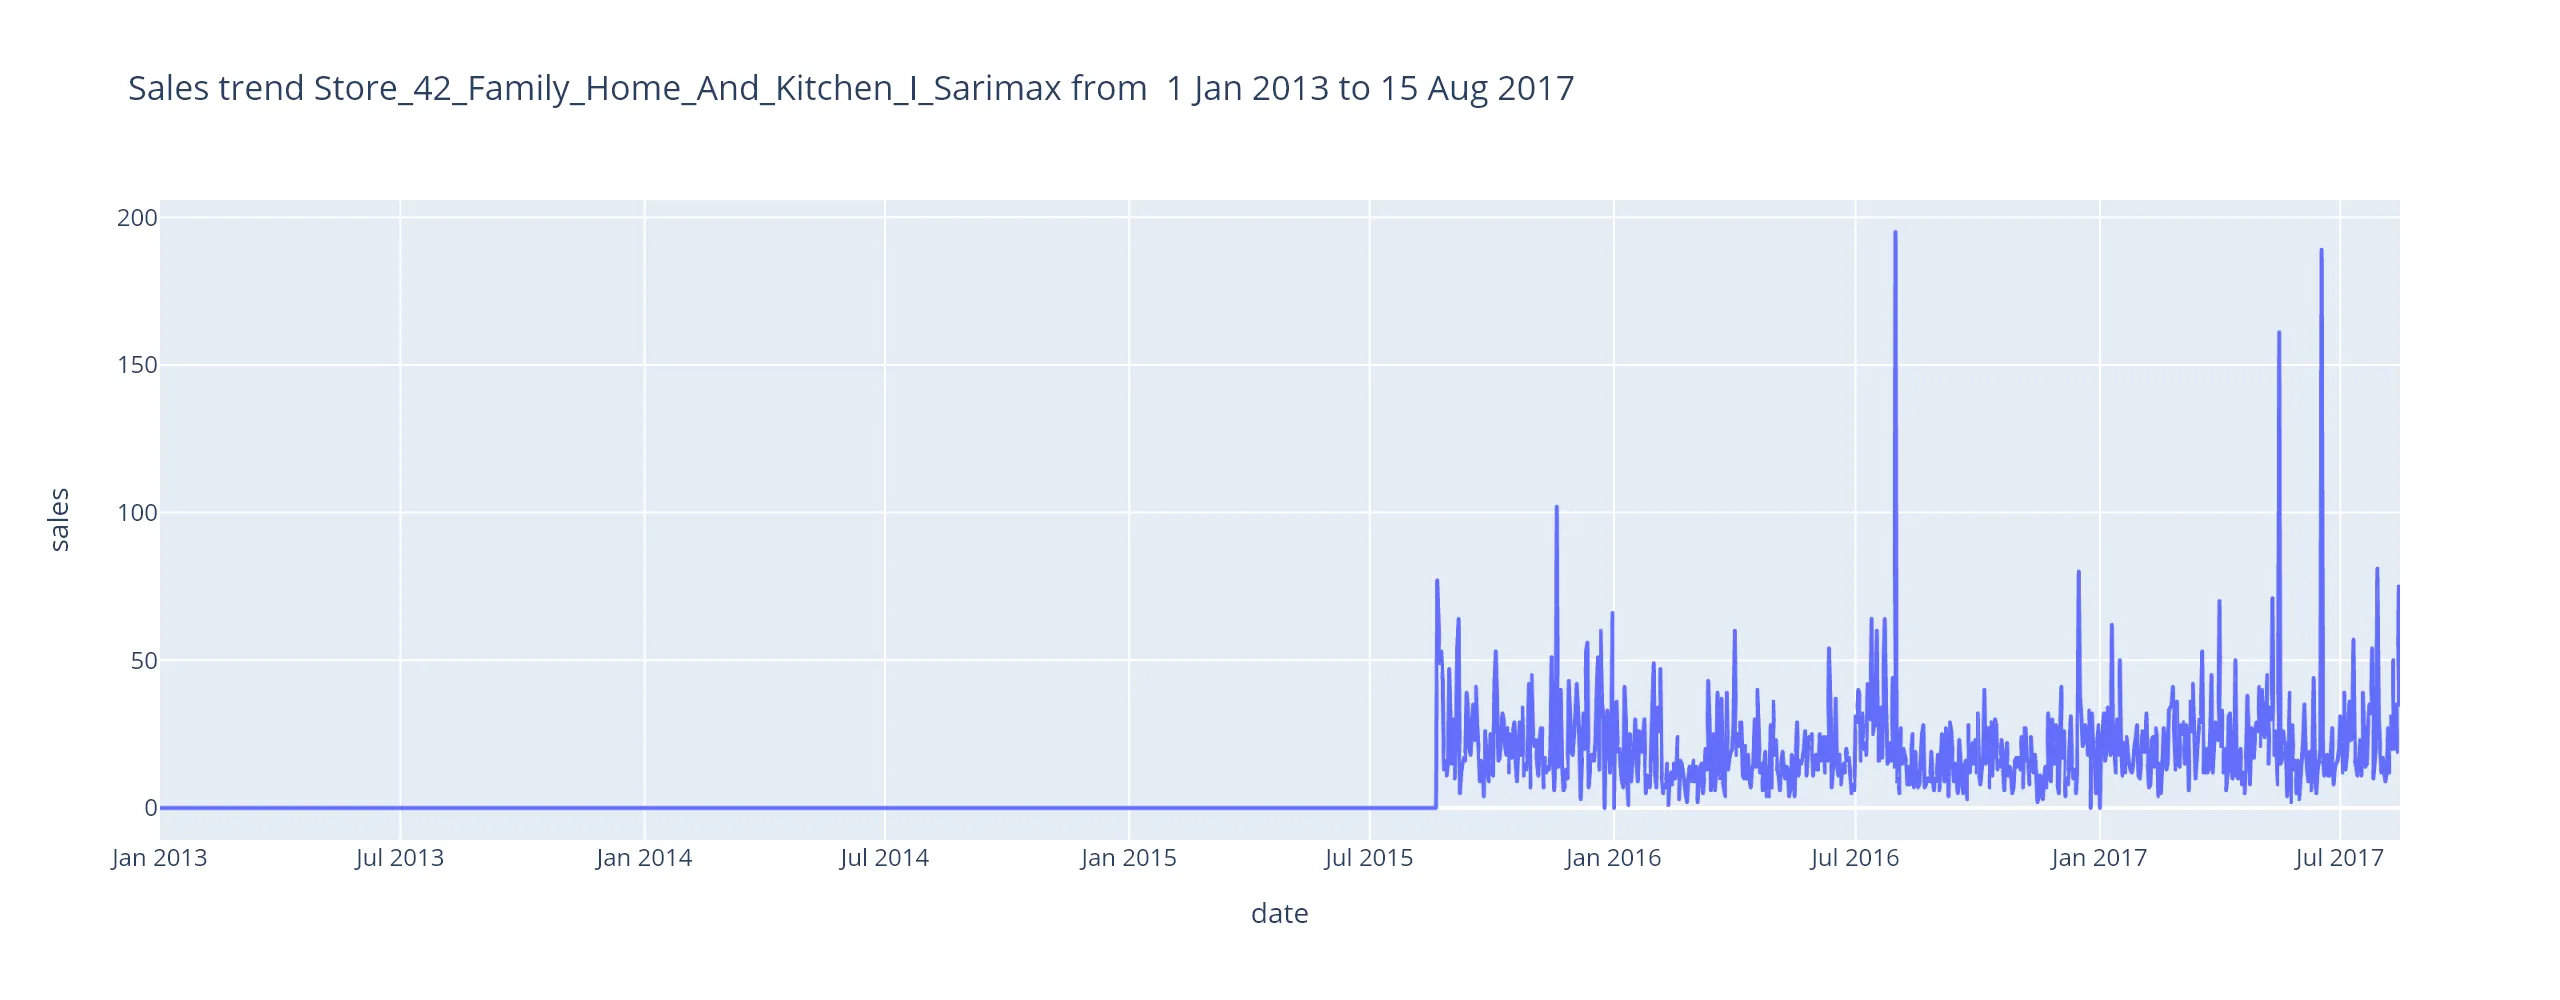 Sales trend Store_42_Family_Home_And_Kitchen_I_Sarimax from  1 Jan 2013 to 15 Aug 2017
200
150
100
50
0
sales
Jan 2013
Jul 2013
Jan 2014
Jul 2014
Jan 2015
Jul 2015
Jan 2016
Jul 2016
Jan 2017
Jul 2017
date